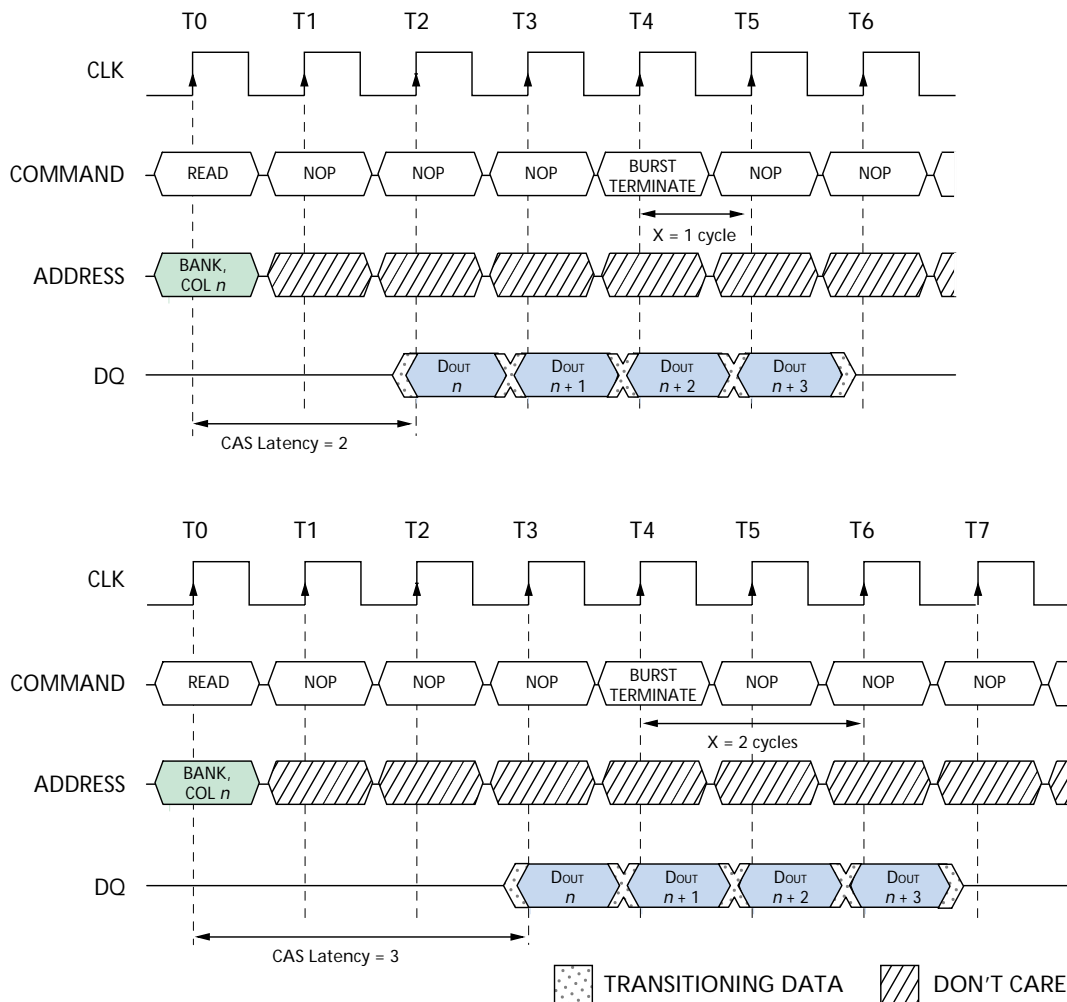 T0 T1 T2 T3 T4 T5 T6
CLK
COMMAND READ NOP NOP NOP BURST TERMINATE NOP NOP
X = 1 cycle
ADDRESS BANK, COL n
DQ DOUT n DOUT n + 1 DOUT n + 2 DOUT n + 3
CAS Latency = 2
T0 T1 T2 T3 T4 T5 T6 T7
CLK
COMMAND READ NOP NOP NOP BURST TERMINATE NOP NOP NOP
X = 2 cycles
ADDRESS BANK, COL n
DQ DOUT n DOUT n + 1 DOUT n + 2 DOUT n + 3
CAS Latency = 3
TRANSITIONING DATA DON'T CARE